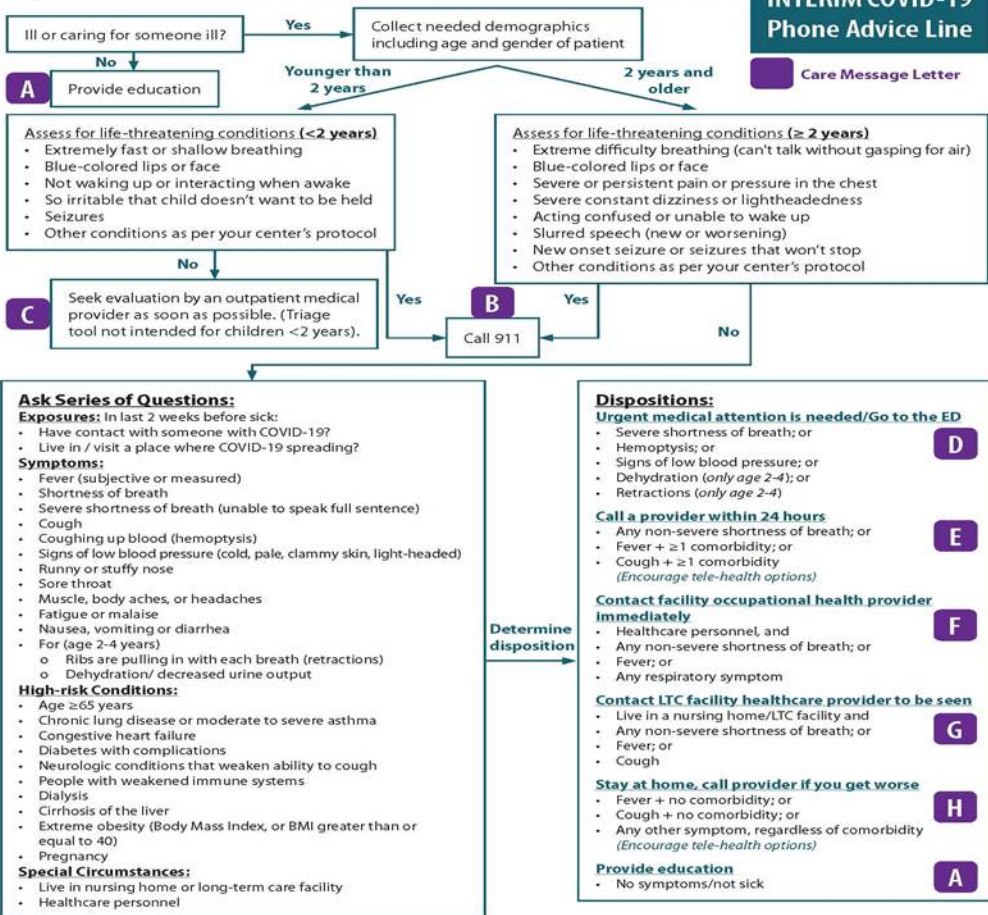 INTERIM COVID-19
Phone Advice Line
Care Message Letter
Ill or caring for someone ill?
Yes
Collect needed demographics
including age and gender of patient
No
A
Provide education
Younger than
2 years
2 years and
older
Assess for life-threatening conditions (<2 years)
• Extremely fast or shallow breathing
• Blue-colored lips or face
• Not waking up or interacting when awake
• So irritable that child doesn't want to be held
• Seizures
• Other conditions as per your center's protocol
Assess for life-threatening conditions (≥ 2 years)
• Extreme difficulty breathing (can't talk without gasping for air)
• Blue-colored lips or face
• Severe or persistent pain or pressure in the chest
• Severe constant dizziness or lightheadedness
• Acting confused or unable to wake up
• Slurred speech (new or worsening)
• New onset seizure or seizures that won't stop
• Other conditions as per your center's protocol
No
C
Seek evaluation by an outpatient medical
provider as soon as possible. (Triage
tool not intended for children <2 years).
Yes
B
Yes
Call 911
No
Ask Series of Questions:
Exposures: In last 2 weeks before sick:
• Have contact with someone with COVID-19?
• Live in / visit a place where COVID-19 spreading?
Symptoms:
• Fever (subjective or measured)
• Shortness of breath
• Severe shortness of breath (unable to speak full sentence)
• Cough
• Coughing up blood (hemoptysis)
• Signs of low blood pressure (cold, pale, clammy skin, light-headed)
• Runny or stuffy nose
• Sore throat
• Muscle, body aches, or headaches
• Fatigue or malaise
• Nausea, vomiting or diarrhea
• For (age 2-4 years)
o Ribs are pulling in with each breath (retractions)
o Dehydration/ decreased urine output
High-risk Conditions:
• Age ≥65 years
• Chronic lung disease or moderate to severe asthma
• Congestive heart failure
• Diabetes with complications
• Neurologic conditions that weaken ability to cough
• People with weakened immune systems
• Dialysis
• Cirrhosis of the liver
• Extreme obesity (Body Mass Index, or BMI greater than or
equal to 40)
• Pregnancy
Special Circumstances:
• Live in nursing home or long-term care facility
• Healthcare personnel
Determine
disposition
Dispositions:
Urgent medical attention is needed/Go to the ED
D
• Severe shortness of breath; or
• Hemoptysis; or
• Signs of low blood pressure; or
• Dehydration (only age 2-4); or
• Retractions (only age 2-4)
Call a provider within 24 hours
E
• Any non-severe shortness of breath; or
• Fever + ≥1 comorbidity; or
• Cough + ≥1 comorbidity
(Encourage tele-health options)
Contact facility occupational health provider
immediately
F
• Healthcare personnel, and
• Any non-severe shortness of breath; or
• Fever; or
• Any respiratory symptom
Contact LTC facility healthcare provider to be seen
G
• Live in a nursing home/LTC facility and
• Any non-severe shortness of breath; or
• Fever; or
• Cough
Stay at home, call provider if you get worse
H
• Fever + no comorbidity; or
• Cough + no comorbidity; or
• Any other symptom, regardless of comorbidity
(Encourage tele-health options)
Provide education
A
• No symptoms/not sick